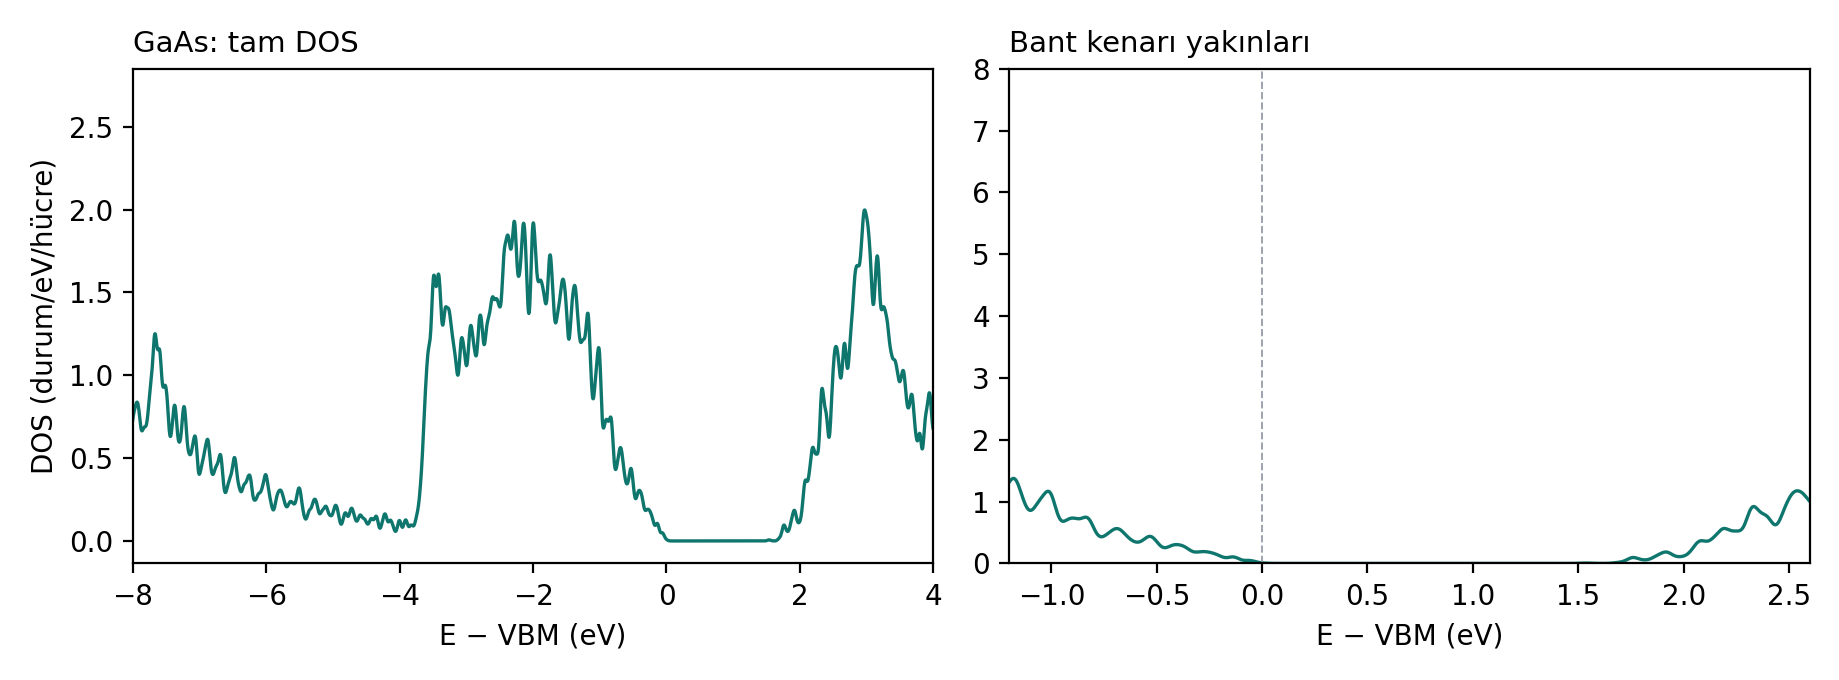 GaAs: tam DOS
DOS (durum/eV/hücre)
2.5
2.0
1.5
1.0
0.5
0.0
−8 −6 −4 −2 0 2 4
E − VBM (eV)
Bant kenarı yakınları
8
7
6
5
4
3
2
1
0
−1.0 −0.5 0.0 0.5 1.0 1.5 2.0 2.5
E − VBM (eV)